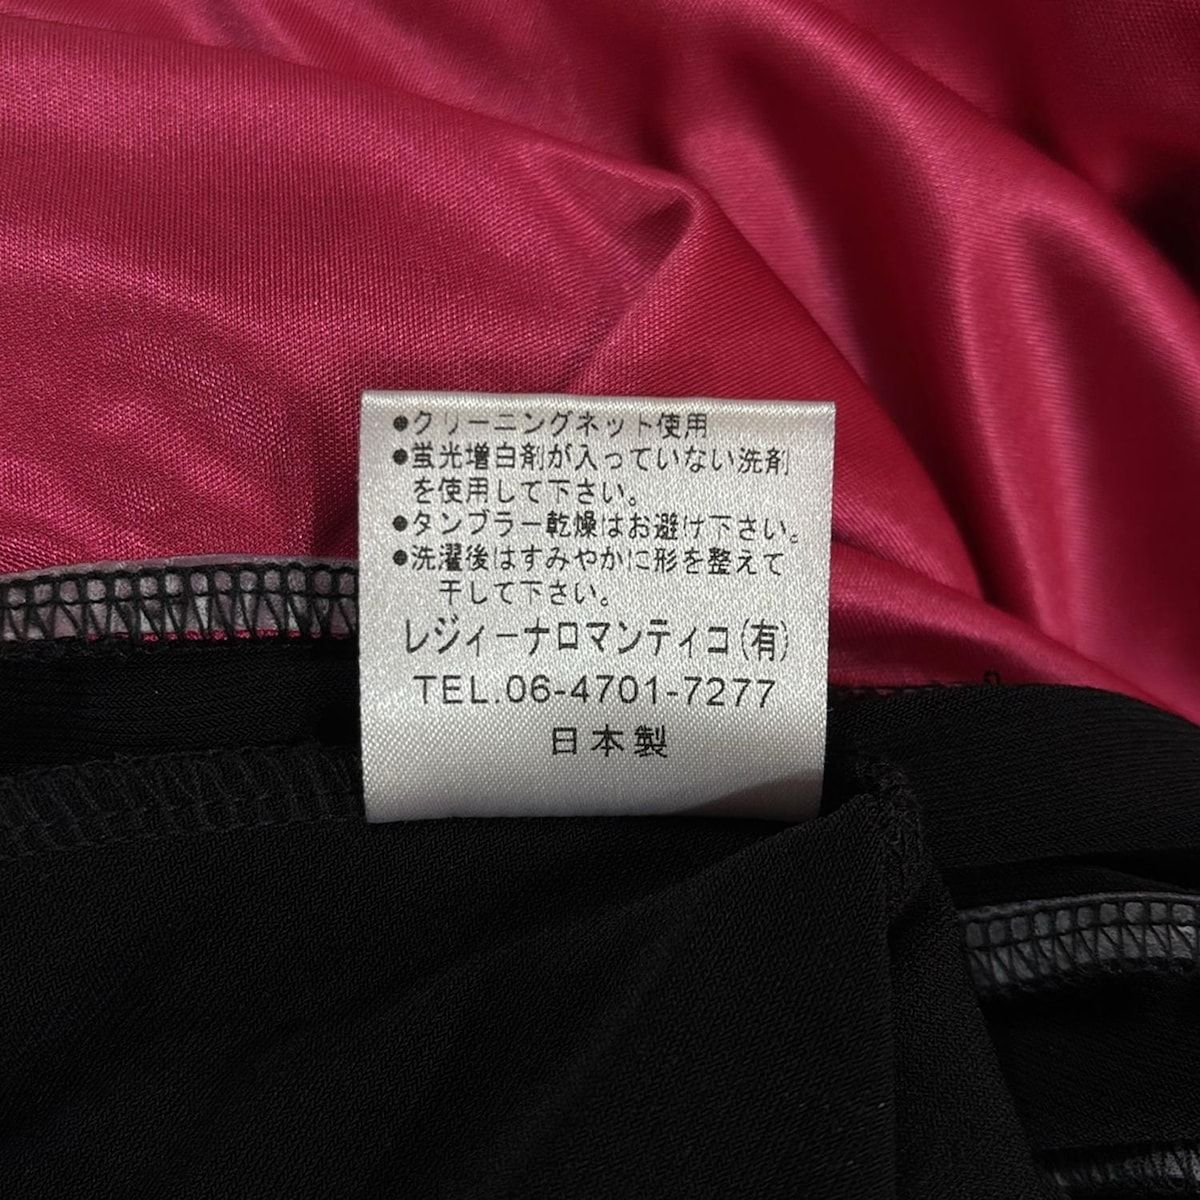 ●クリーニングネット使用
●蛍光増白剤が入っていない洗剤
を使用して下さい。
●タンブラー乾燥はお避け下さい。
●洗濯後はすみやかに形を整えて
干して下さい。
レジィーナロマンティコ(有)
TEL.06-4701-7277
日本製